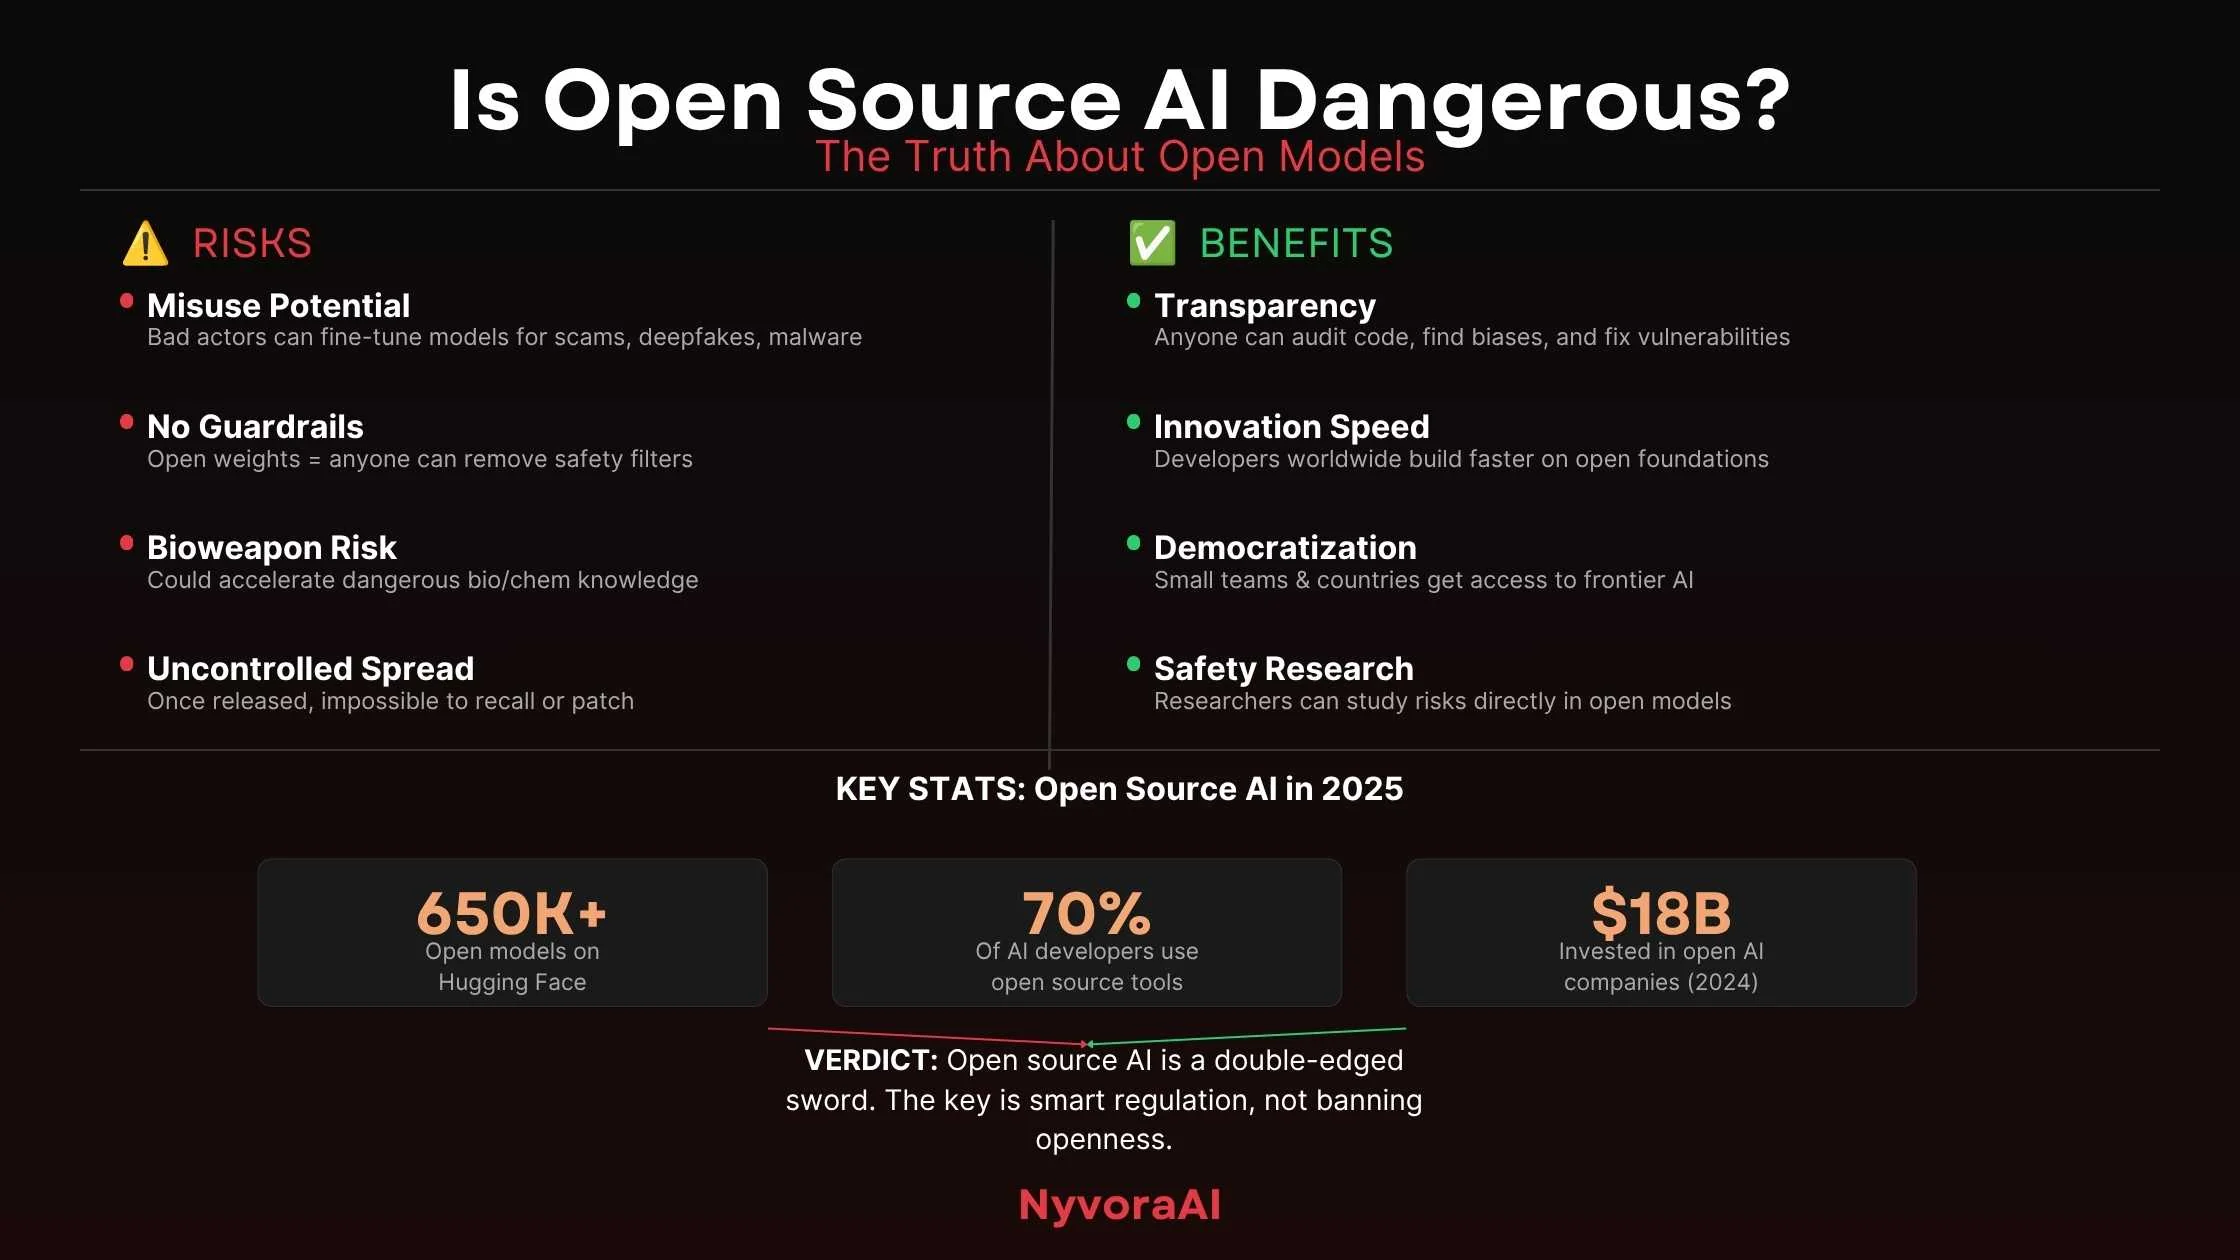 Is Open Source AI Dangerous?
The Truth About Open Models
⚠️ RISKS
Misuse Potential
Bad actors can fine-tune models for scams, deepfakes, malware
No Guardrails
Open weights = anyone can remove safety filters
Bioweapon Risk
Could accelerate dangerous bio/chem knowledge
Uncontrolled Spread
Once released, impossible to recall or patch
✅ BENEFITS
Transparency
Anyone can audit code, find biases, and fix vulnerabilities
Innovation Speed
Developers worldwide build faster on open foundations
Democratization
Small teams & countries get access to frontier AI
Safety Research
Researchers can study risks directly in open models
KEY STATS: Open Source AI in 2025
650K+
Open models on
Hugging Face
70%
Of AI developers use
open source tools
$18B
Invested in open AI
companies (2024)
VERDICT: Open source AI is a double-edged
sword. The key is smart regulation, not banning
openness.
NyvoraAI